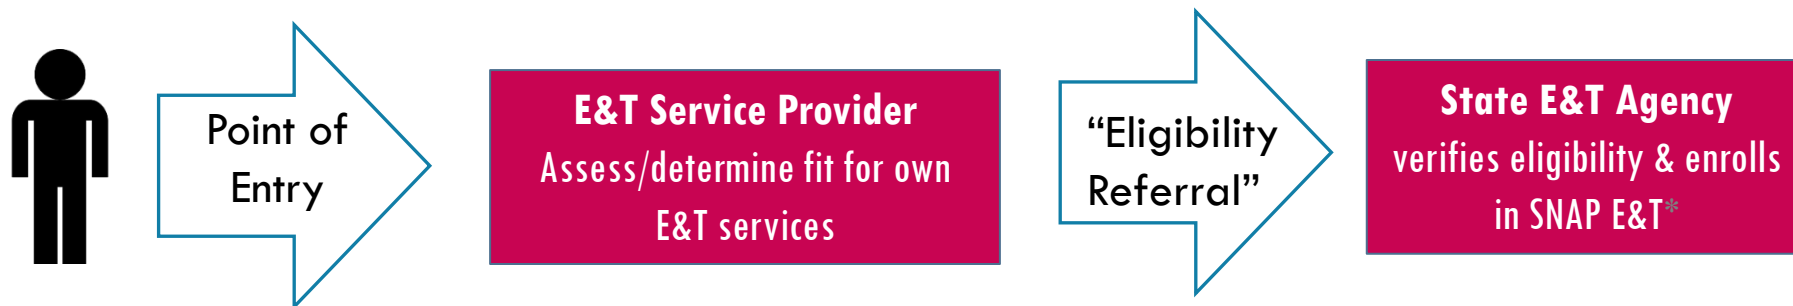 Point of
Entry
E&T Service Provider
Assess/determine fit for own
E&T services
“Eligibility
Referral”
State E&T Agency
verifies eligibility & enrolls
in SNAP E&T*